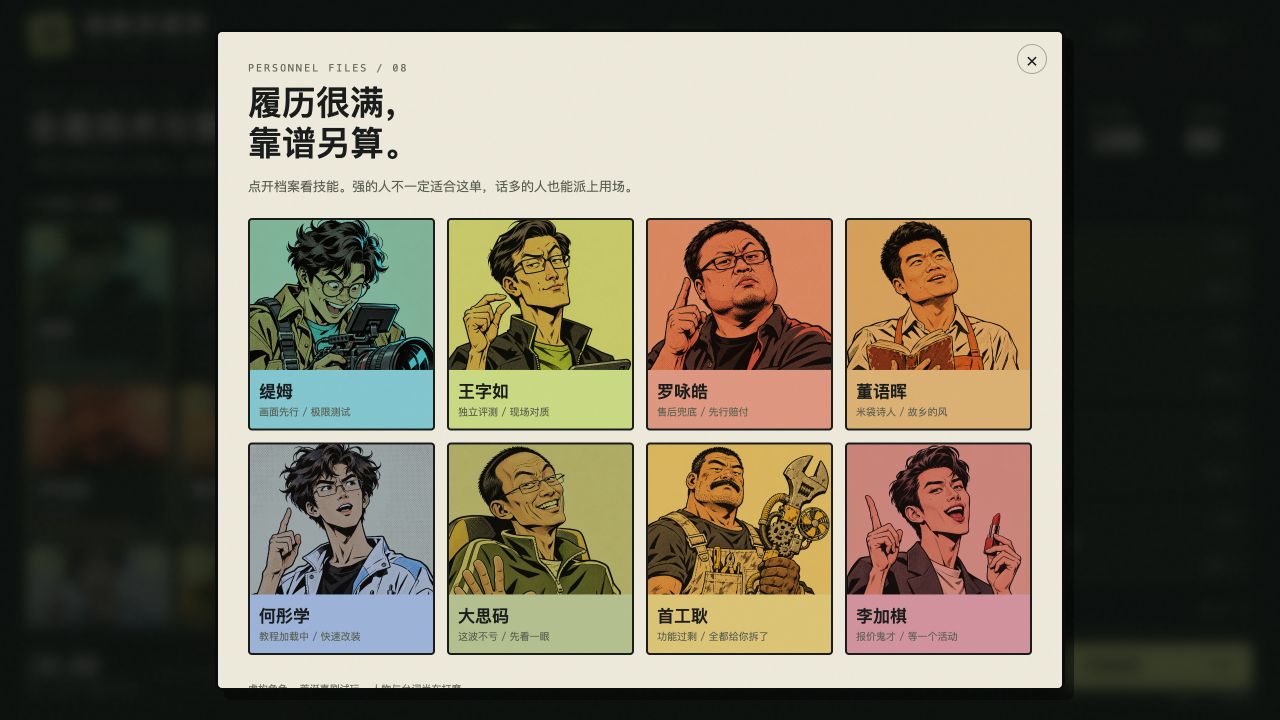 PERSONNEL FILES / 08
履历很满，
靠谱另算。
点开档案看技能。强的人不一定适合这单，话多的人也能派上用场。
缇姆
画面先行 / 极限测试
王字如
独立评测 / 现场对质
罗咏皓
售后兜底 / 先行赔付
董语晖
米袋诗人 / 故乡的风
何彤学
教程加载中 / 快速改装
大思码
这波不亏 / 先看一眼
首工耿
功能过剩 / 全都给你拆了
李加棋
报价鬼才 / 等一个活动